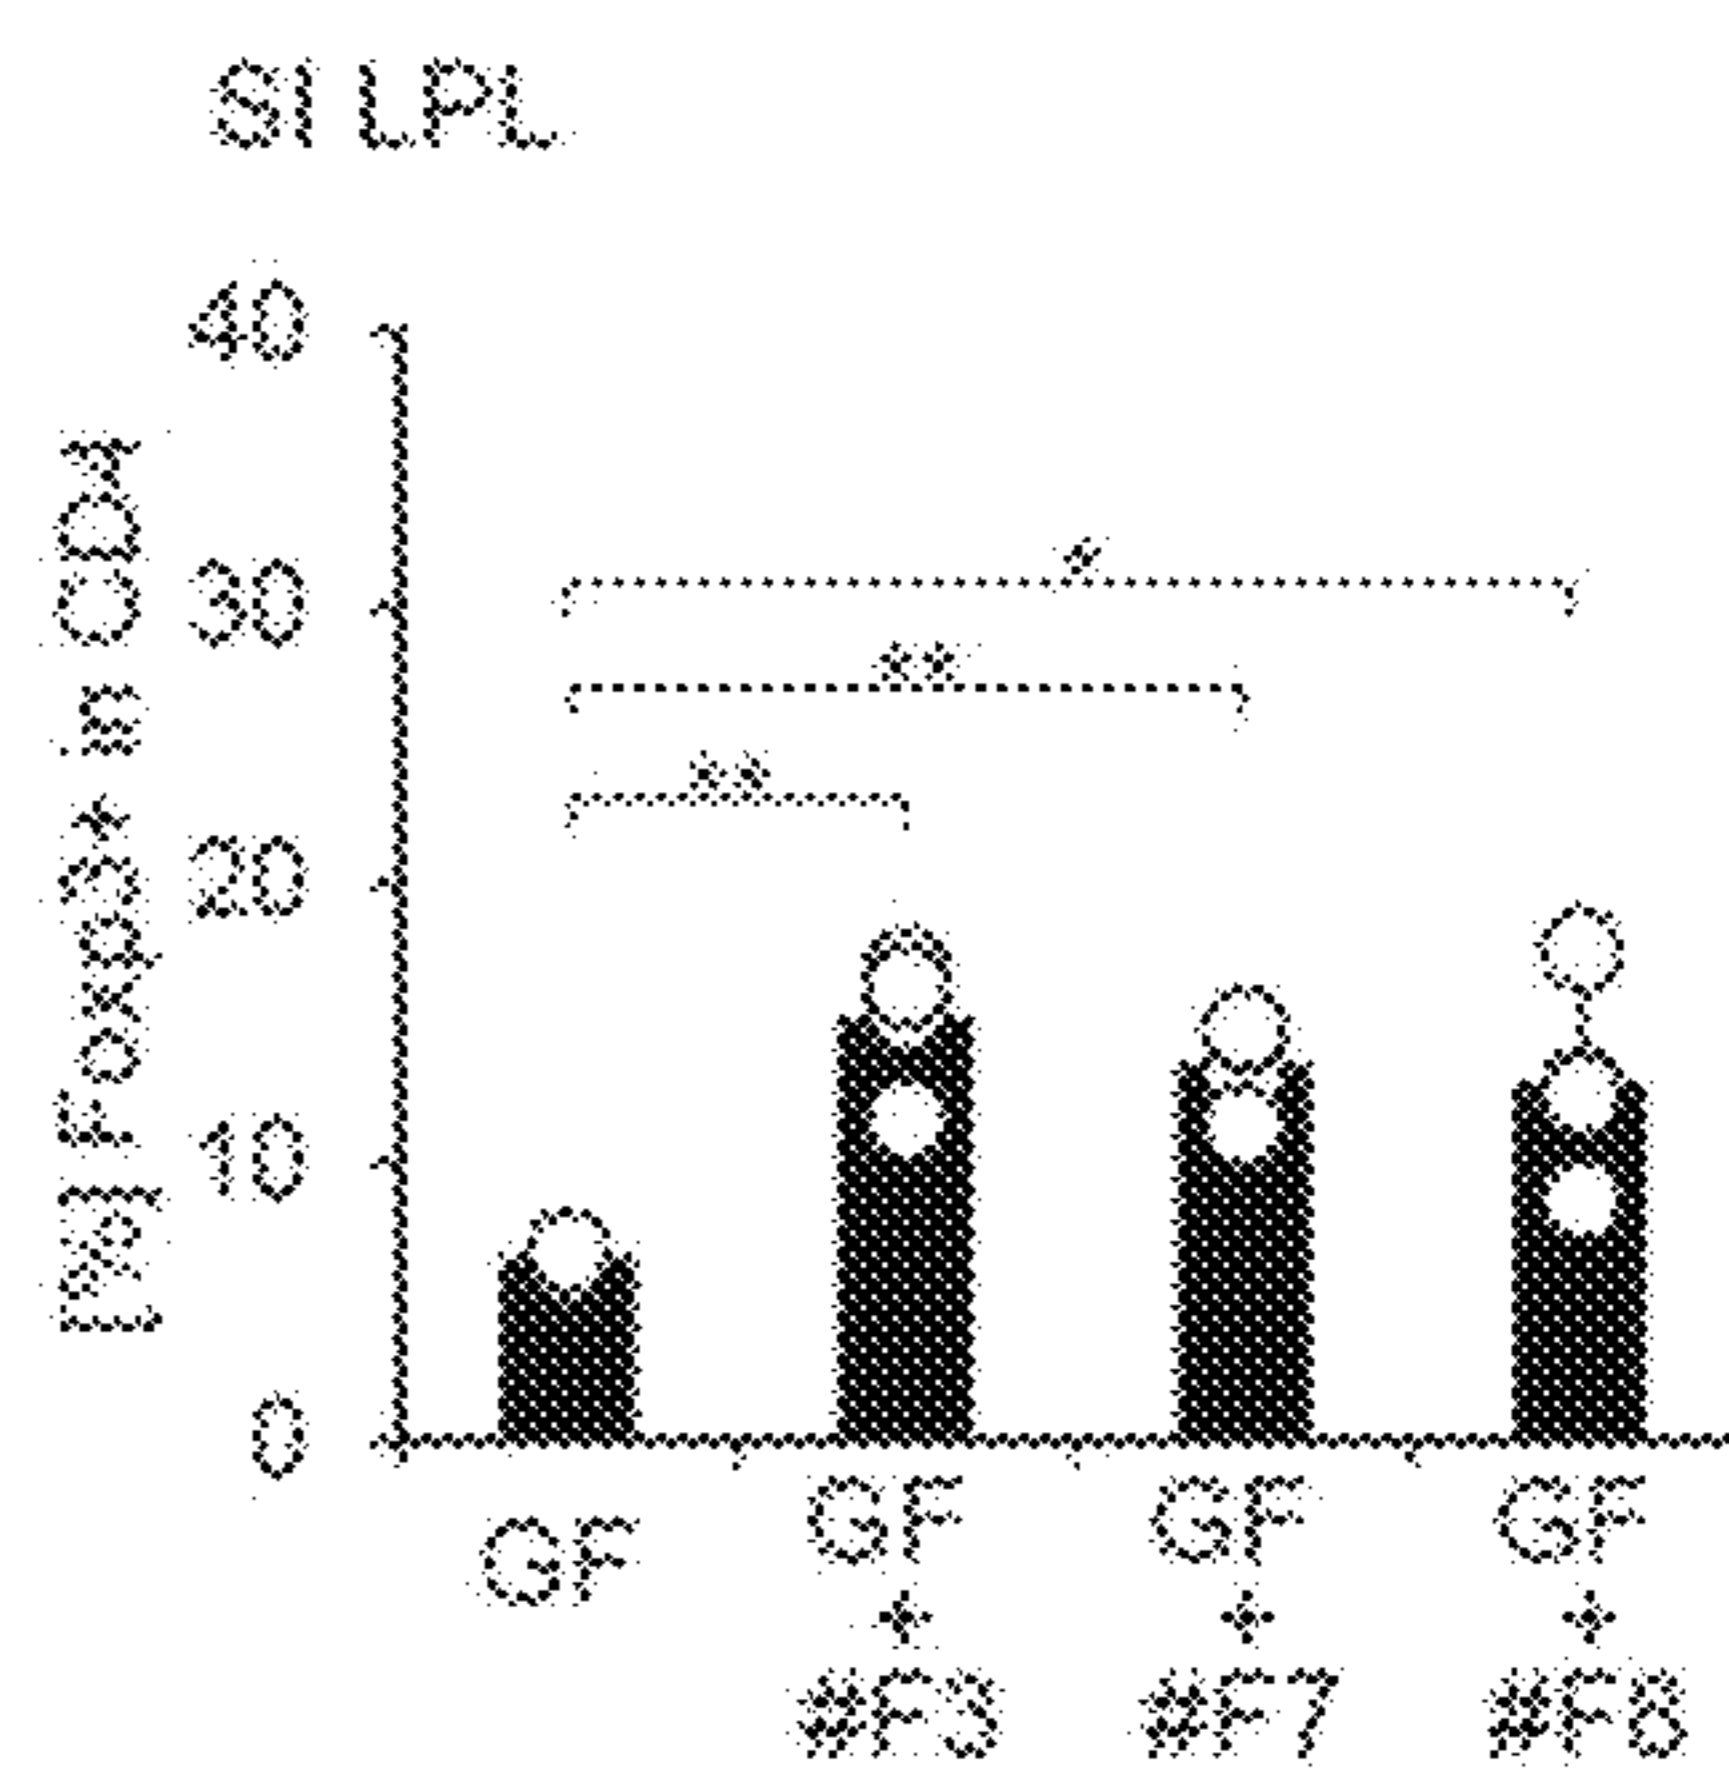 SI LPL
[%] Foxp3+ in CD4
40
30
20
10
0
*
**
**
GF
GF
+
#F3
GF
+
#F7
GF
+
#F8